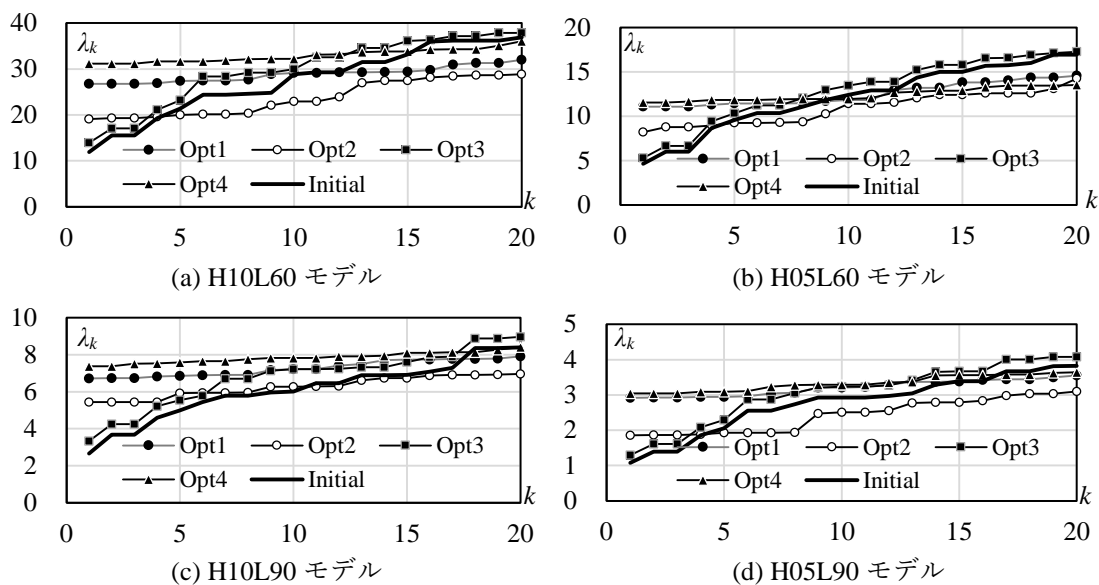 40
λk
30
20
10
0
Opt1 Opt2 Opt3
Opt4 Initial
k
0 5 10 15 20
(a) H10L60 モデル
20
λk
15
10
5
0
Opt1 Opt2 Opt3
Opt4 Initial
k
0 5 10 15 20
(b) H05L60 モデル
10
λk
8
6
4
2
0
Opt1 Opt2 Opt3
Opt4 Initial
k
0 5 10 15 20
(c) H10L90 モデル
5
λk
4
3
2
1
0
Opt1 Opt2 Opt3
Opt4 Initial
k
0 5 10 15 20
(d) H05L90 モデル